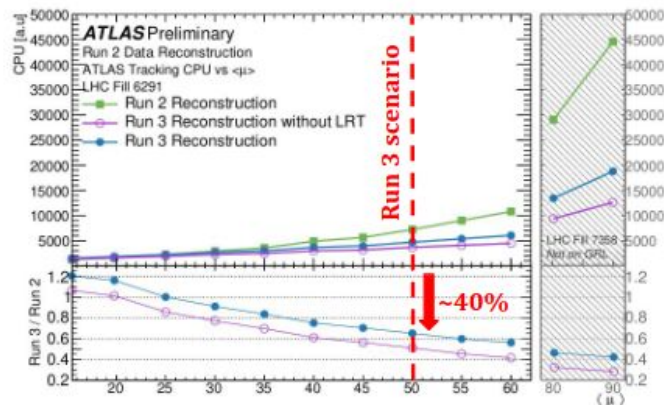 CPU [a.u]
50000
45000
40000
35000
30000
25000
20000
15000
10000
5000
ATLAS Preliminary
Run 2 Data Reconstruction
ATLAS Tracking CPU vs <μ>
LHC Fill 6291
Run 2 Reconstruction
Run 3 Reconstruction without LRT
Run 3 Reconstruction
Run 3 scenario
50000
45000
40000
35000
30000
25000
20000
15000
10000
5000
LHC Fill 7358
Not on GRL
Run 3 / Run 2
1.2
1
0.8
0.6
0.4
0.2
~40%
1.2
1
0.8
0.6
0.4
0.2
20 25 30 35 40 45 50 55 60 80 90
⟨ μ ⟩